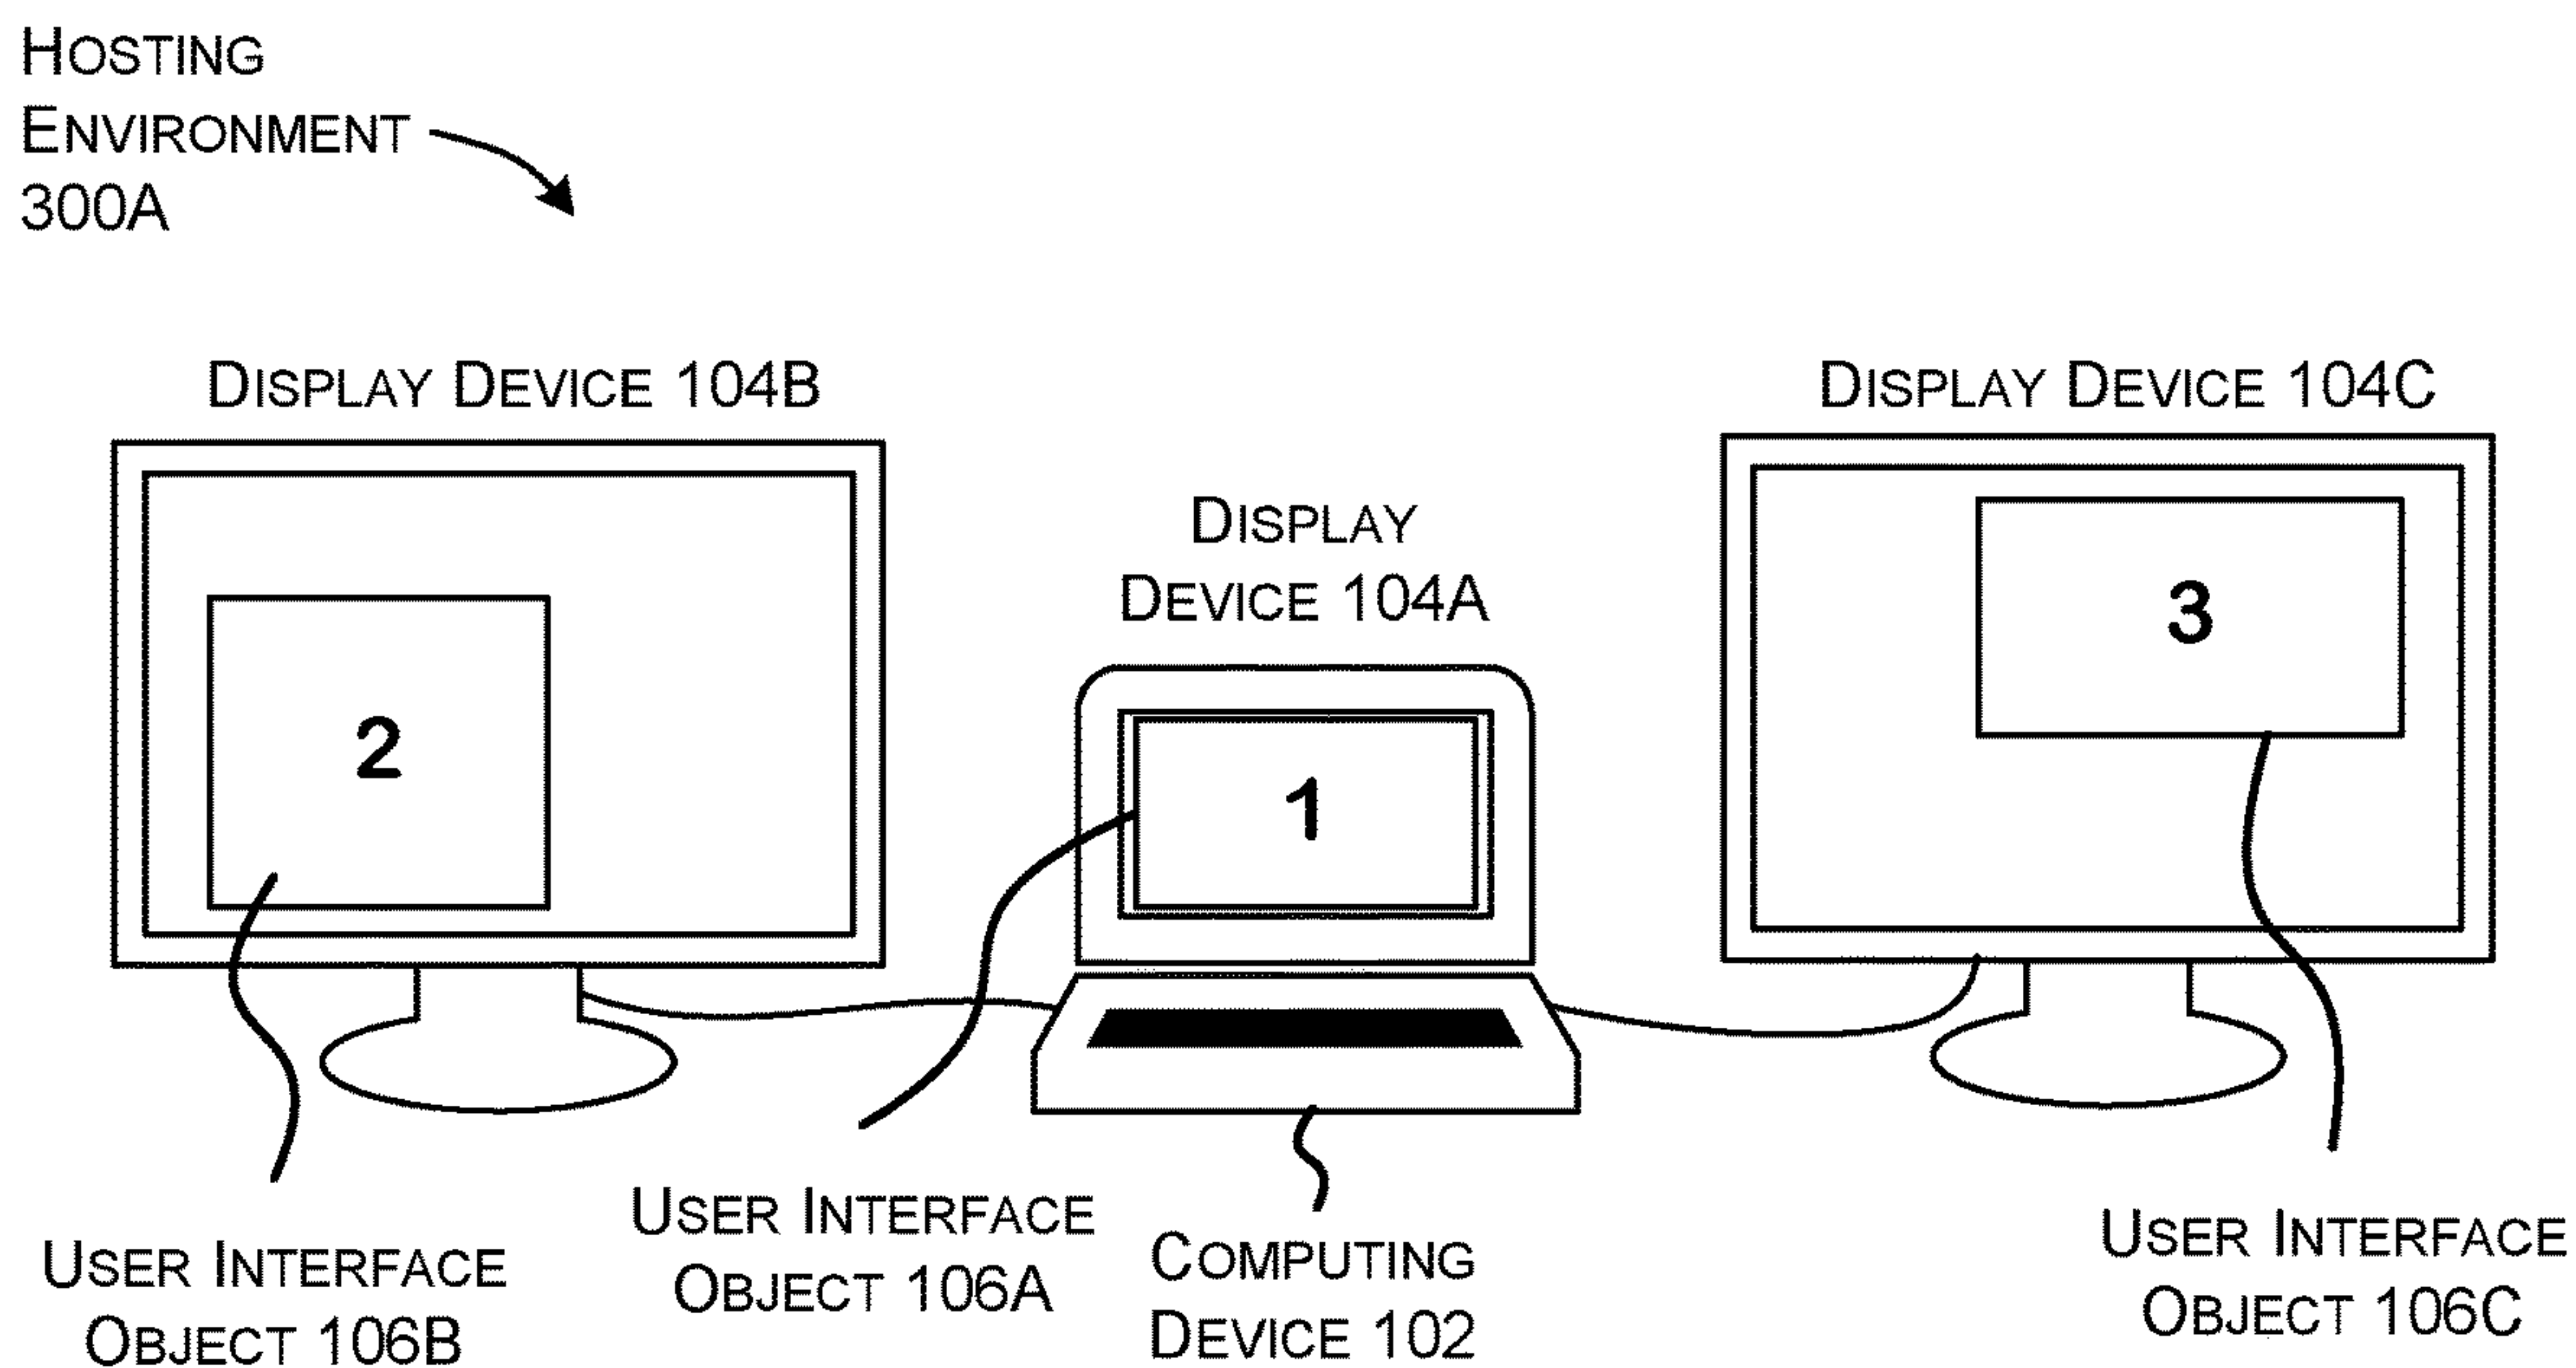 HOSTING
ENVIRONMENT
300A
DISPLAY DEVICE 104B
DISPLAY DEVICE 104C
DISPLAY
DEVICE 104A
3
2
1
USER INTERFACE
OBJECT 106A
USER INTERFACE
OBJECT 106B
COMPUTING
DEVICE 102
USER INTERFACE
OBJECT 106C